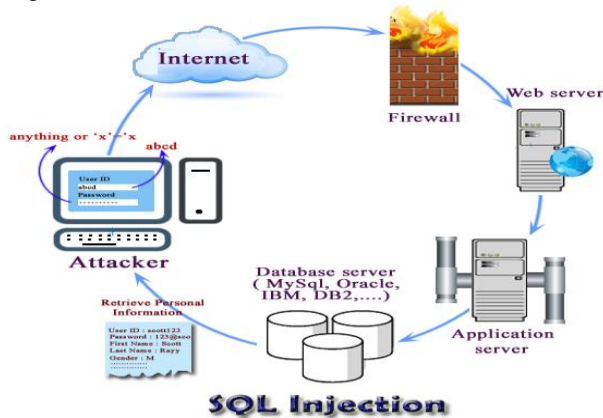 Internet
Firewall
Web server
anything or 'x'='x
abcd
User ID
abcd
Password
..........
Attacker
Database server
( MySql, Oracle,
IBM, DB2,....)
Application
server
Retrieve Personal
Information
User ID : scott123
Password : 123@sco
First Name : Scott
Last Name : Rayy
Gender : M
..............
..............
SQL Injection